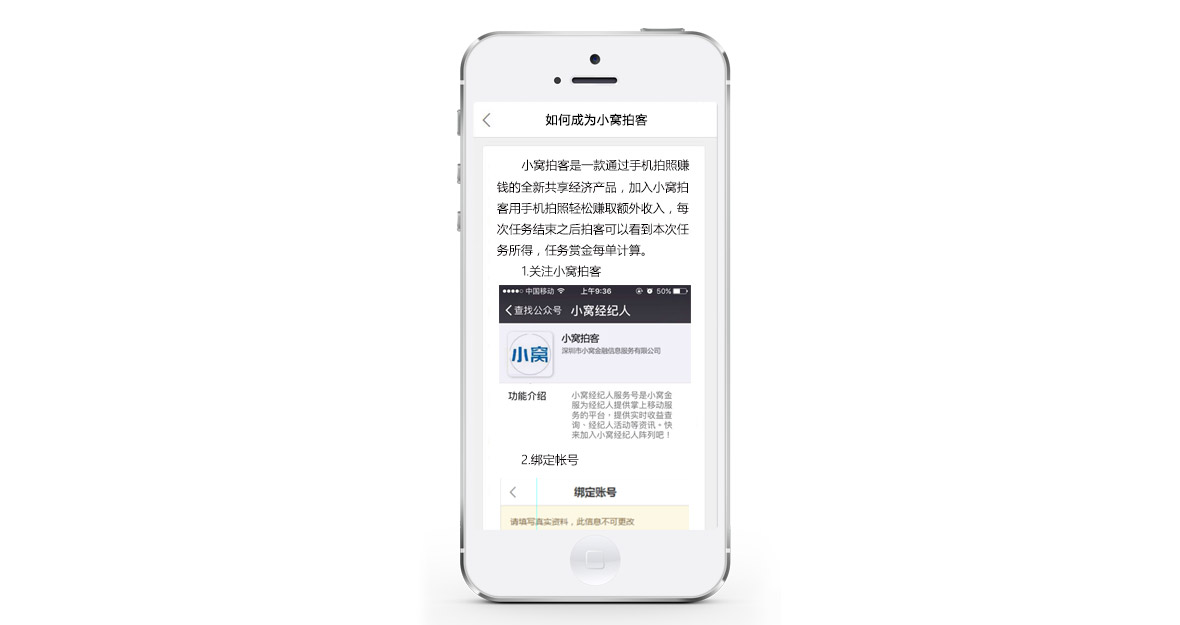 如何成为小窝拍客
小窝拍客是一款通过手机拍照赚
钱的全新共享经济产品，加入小窝拍
客用手机拍照轻松赚取额外收入，每
次任务结束之后拍客可以看到本次任
务所得，任务赏金每单计算。
1.关注小窝拍客
中国移动 上午9:36 50%
查找公众号 小窝经纪人
小窝
小窝拍客
深圳市小窝金融信息服务有限公司
功能介绍
小窝经纪人服务号是小窝金
服为经纪人提供掌上移动服
务的平台，提供实时收益查
询、经纪人活动等资讯。快
来加入小窝经纪人阵列吧！
2.绑定帐号
绑定账号
请填写真实资料，此信息不可更改